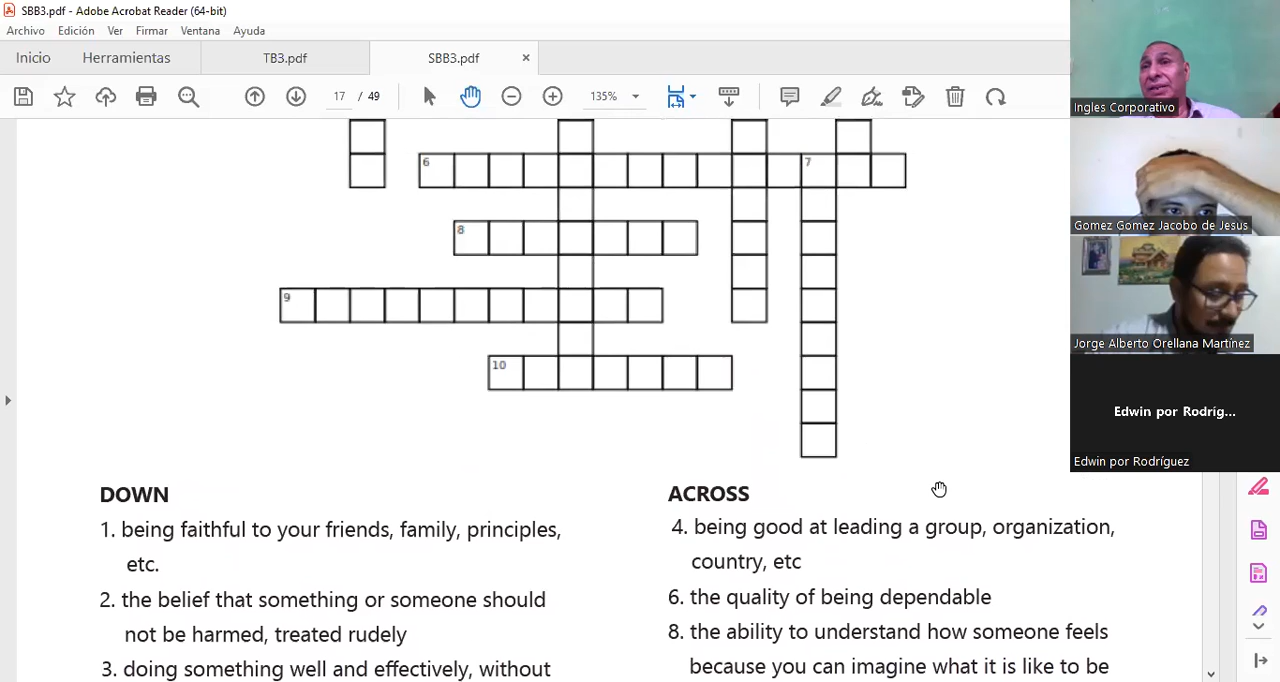 SBB3.pdf - Adobe Acrobat Reader (64-bit)
Archivo Edición Ver Firmar Ventana Ayuda
Inicio Herramientas TB3.pdf SBB3.pdf ×
17 / 49 135%
6 7
8
9
10
DOWN
1. being faithful to your friends, family, principles,
etc.
2. the belief that something or someone should
not be harmed, treated rudely
3. doing something well and effectively, without
ACROSS
4. being good at leading a group, organization,
country, etc
6. the quality of being dependable
8. the ability to understand how someone feels
because you can imagine what it is like to be
Ingles Corporativo
Gomez Gomez Jacobo de Jesus
Jorge Alberto Orellana Martínez
Edwin por Rodríg...
Edwin por Rodríguez